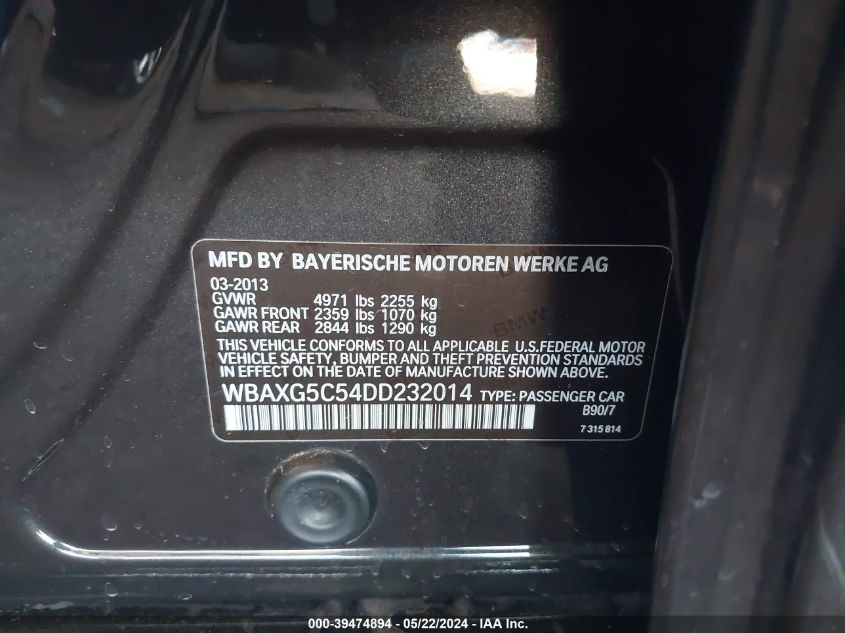 MFD BY BAYERISCHE MOTOREN WERKE AG
03-2013
GVWR 4971 lbs 2255 kg
GAWR FRONT 2359 lbs 1070 kg
GAWR REAR 2844 lbs 1290 kg
THIS VEHICLE CONFORMS TO ALL APPLICABLE U.S.FEDERAL MOTOR
VEHICLE SAFETY, BUMPER AND THEFT PREVENTION STANDARDS
IN EFFECT ON THE DATE OF MANUFACTURE SHOWN ABOVE.
WBAXG5C54DD232014 TYPE: PASSENGER CAR
B90/7
7 315 814
000-39474894 - 05/22/2024 - IAA Inc.